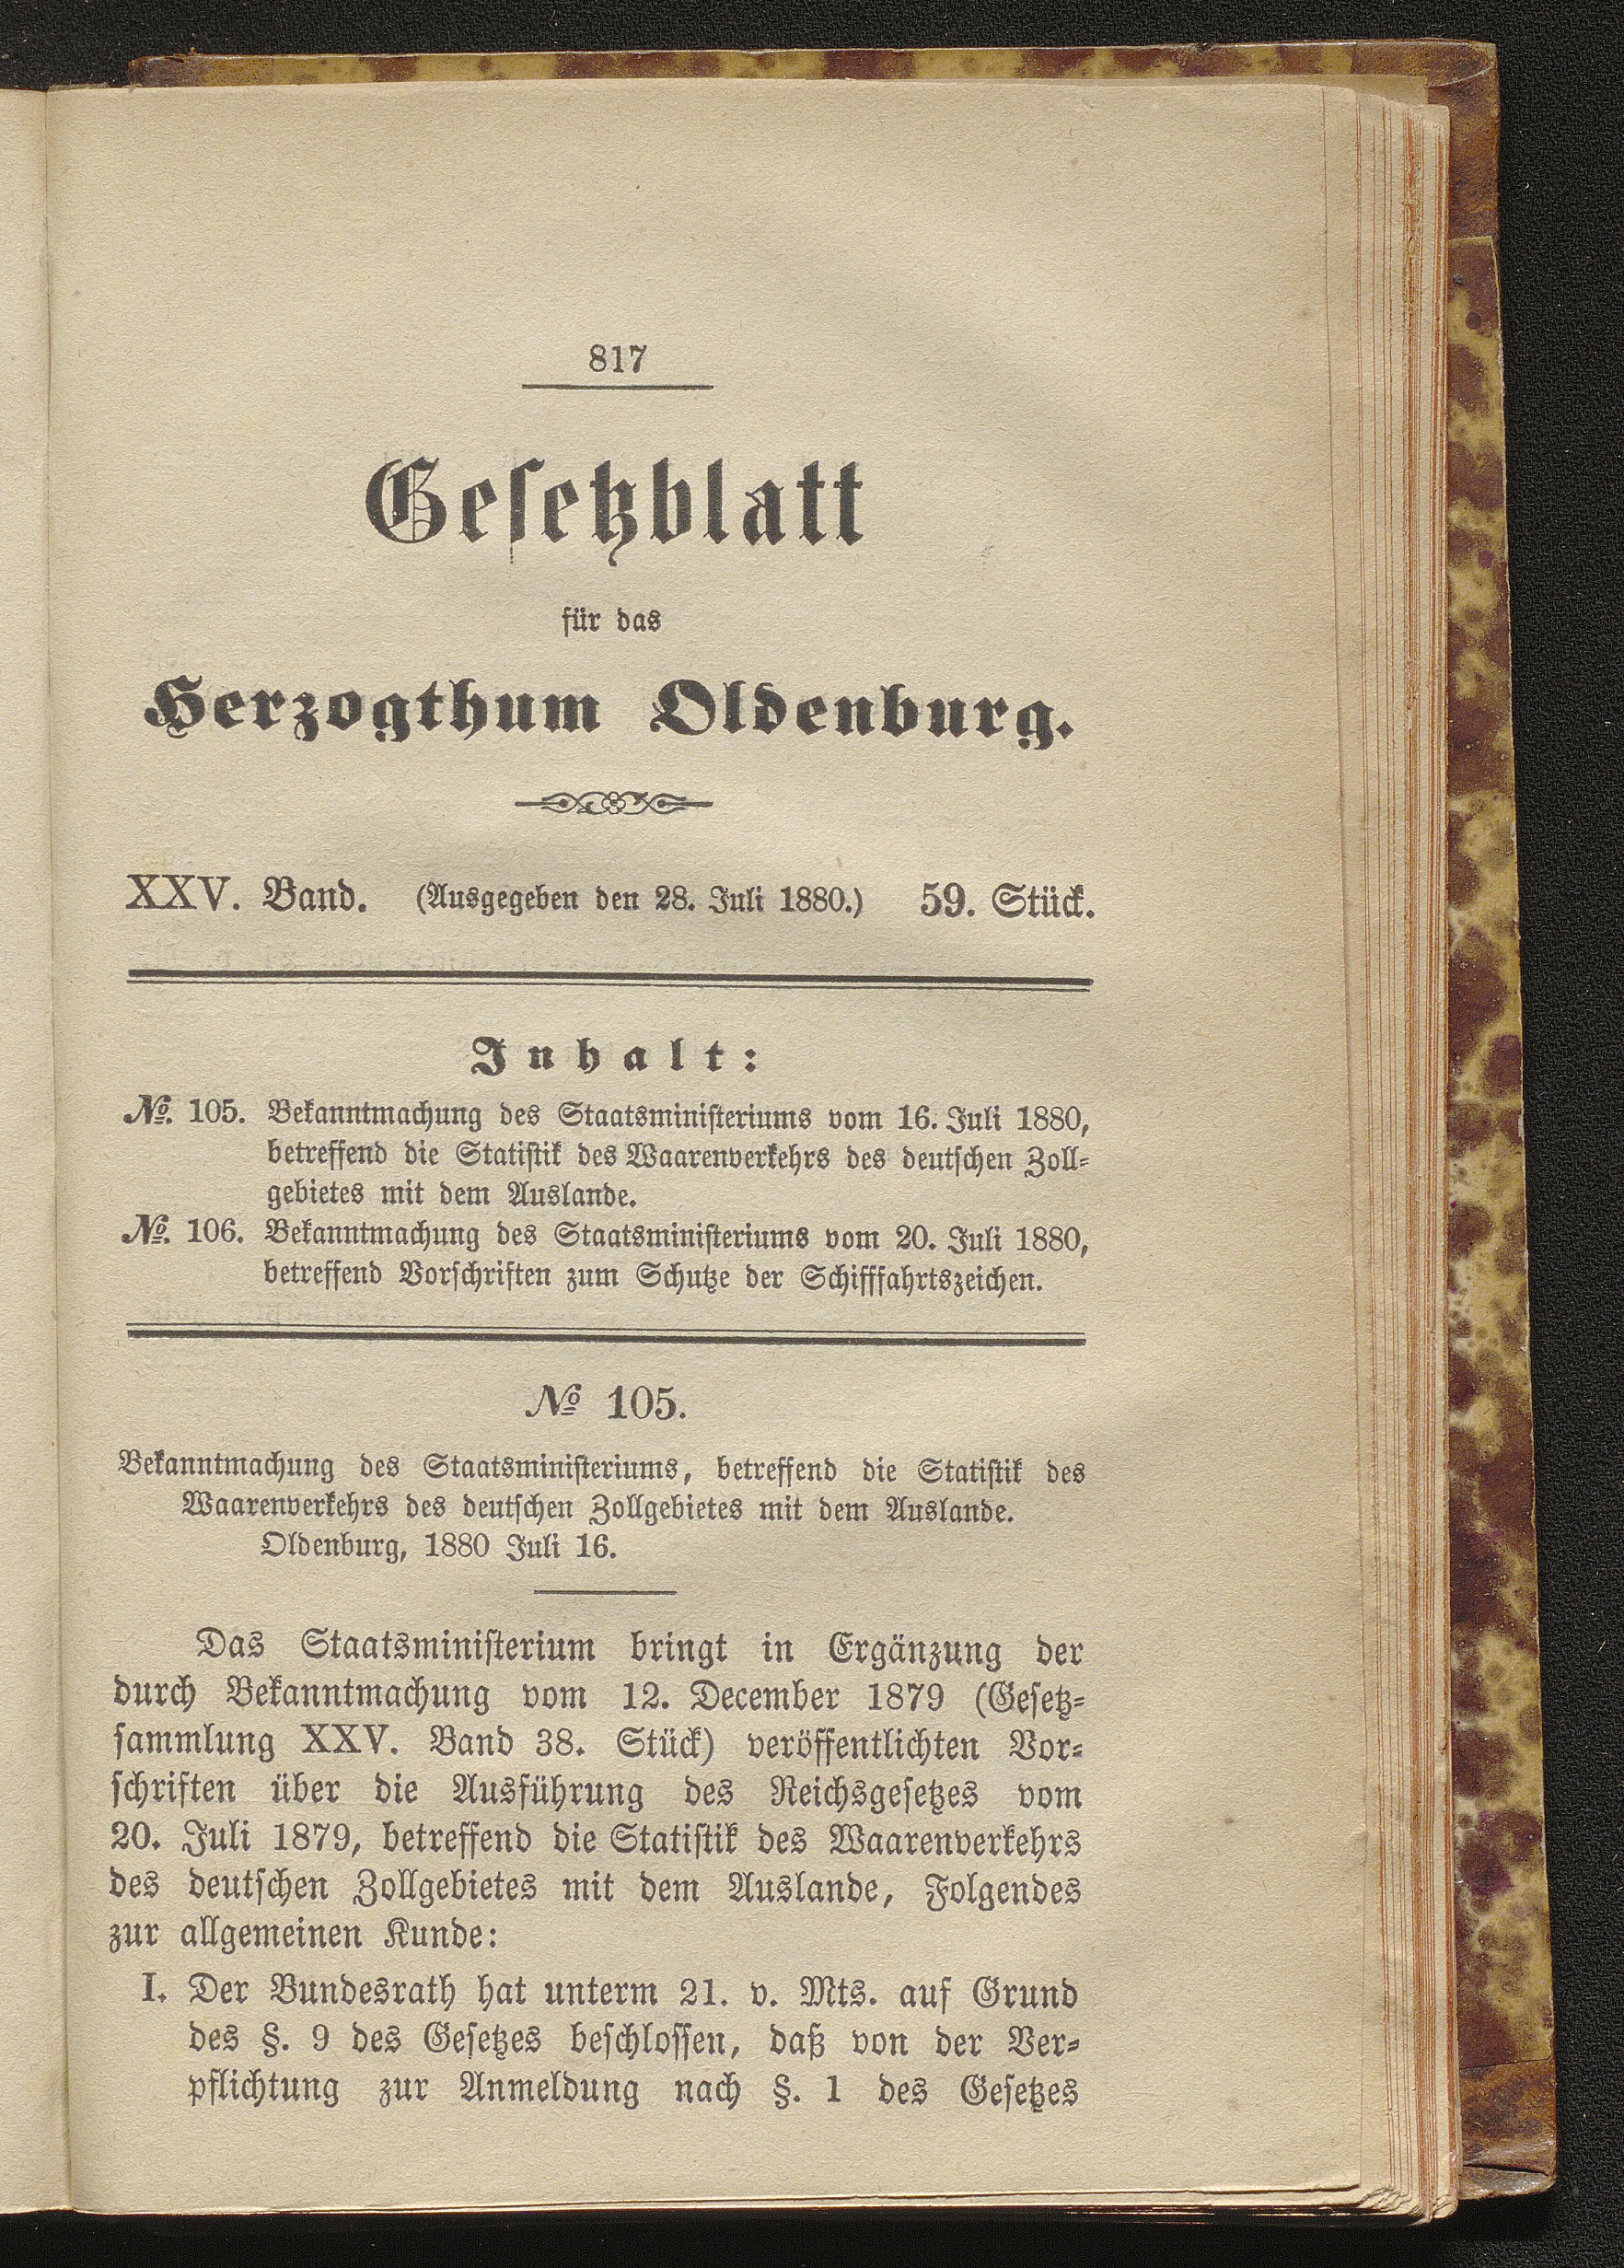 817
Gesetzblatt
für das
Herzogthum Oldenburg.
XXV. Band. (Ausgegeben den 28. Juli 1880.) 59. Stück.
Inhalt:
№. 105. Bekanntmachung des Staatsministeriums vom 16. Juli 1880,
betreffend die Statistik des Waarenverkehrs des deutschen Zoll-
gebietes mit dem Auslande.
№. 106. Bekanntmachung des Staatsministeriums vom 20. Juli 1880,
betreffend Vorschriften zum Schutze der Schifffahrtszeichen.
№ 105.
Bekanntmachung des Staatsministeriums, betreffend die Statistik des
Waarenverkehrs des deutschen Zollgebietes mit dem Auslande.
Oldenburg, 1880 Juli 16.
Das Staatsministerium bringt in Ergänzung der
durch Bekanntmachung vom 12. December 1879 (Gesetz-
sammlung XXV. Band 38. Stück) veröffentlichten Vor-
schriften über die Ausführung des Reichsgesetzes vom
20. Juli 1879, betreffend die Statistik des Waarenverkehrs
des deutschen Zollgebietes mit dem Auslande, Folgendes
zur allgemeinen Kunde:
I. Der Bundesrath hat unterm 21. v. Mts. auf Grund
des §. 9 des Gesetzes beschlossen, daß von der Ver-
pflichtung zur Anmeldung nach §. 1 des Gesetzes